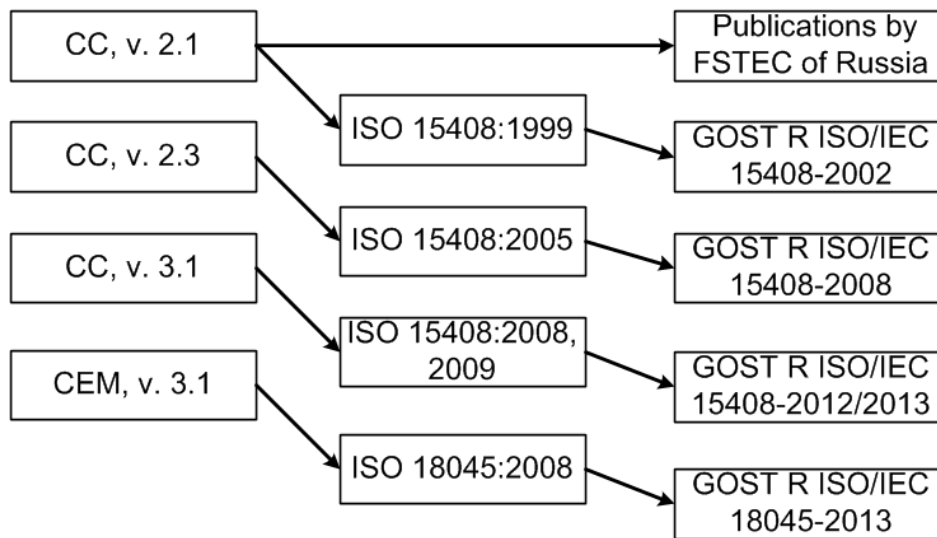 CC, v. 2.1
Publications by
FSTEC of Russia
ISO 15408:1999
CC, v. 2.3
GOST R ISO/IEC
15408-2002
ISO 15408:2005
CC, v. 3.1
GOST R ISO/IEC
15408-2008
ISO 15408:2008,
2009
CEM, v. 3.1
GOST R ISO/IEC
15408-2012/2013
ISO 18045:2008
GOST R ISO/IEC
18045-2013